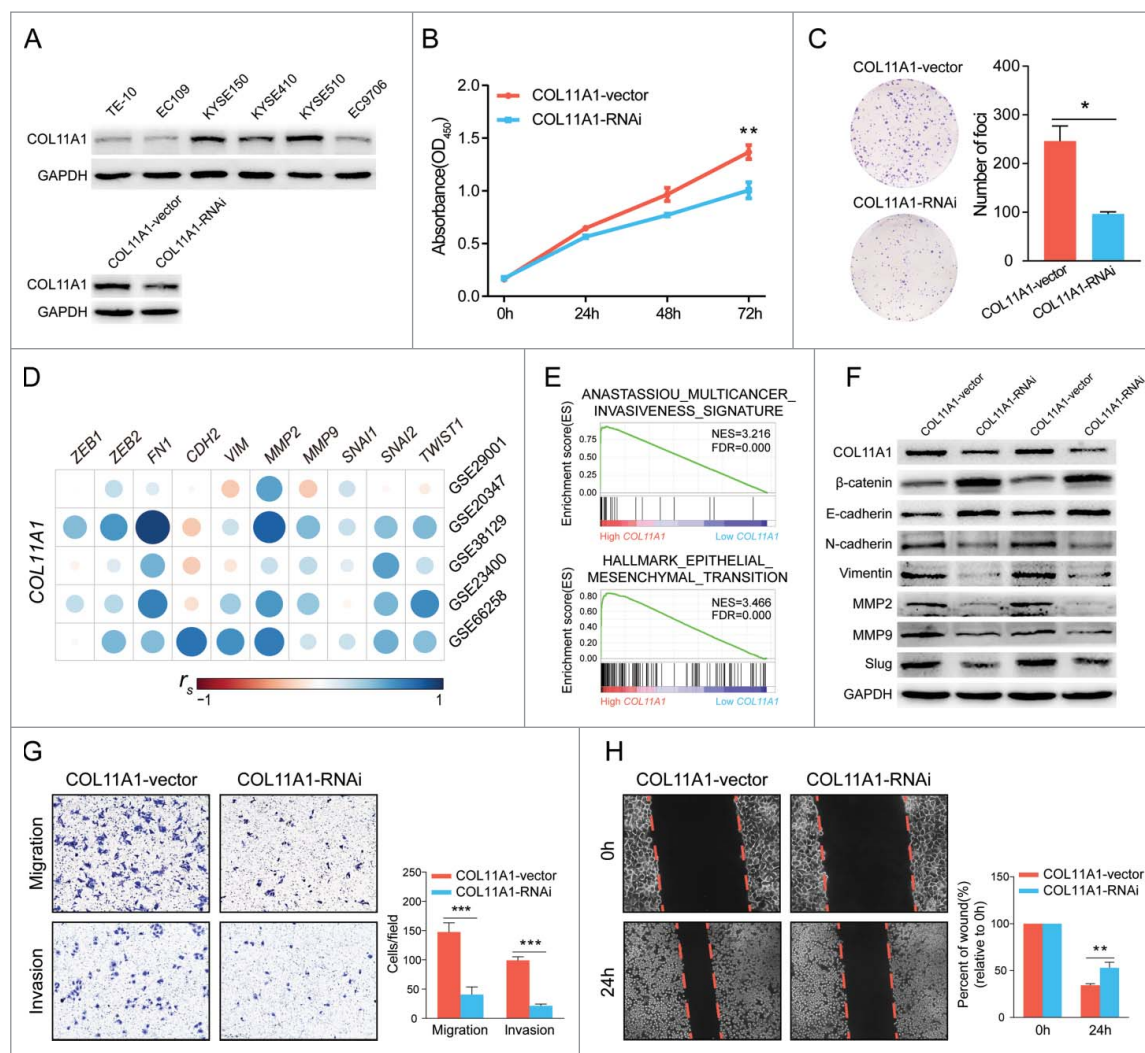 A
TE-10
EC109
KYSE150
KYSE410
KYSE510
EC9706
COL11A1
GAPDH
COL11A1-vector
COL11A1-RNAi
COL11A1
GAPDH
B
COL11A1-vector
COL11A1-RNAi
**
Absorbance(OD450)
2.0
1.5
1.0
0.5
0.0
0h
24h
48h
72h
C
COL11A1-vector
COL11A1-RNAi
Number of foci
400
300
200
100
0
*
COL11A1-vector
COL11A1-RNAi
D
ZEB1
ZEB2
FN1
CDH2
VIM
MMP2
MMP9
SNAI1
SNAI2
TWIST1
COL11A1
GSE29001
GSE20347
GSE38129
GSE23400
GSE66258
rs
−1
1
E
ANASTASSIOU_MULTICANCER_
INVASIVENESS_SIGNATURE
Enrichment score(ES)
0.75
0.50
0.25
0.00
NES=3.216
FDR=0.000
High COL11A1
Low COL11A1
HALLMARK_EPITHELIAL_
MESENCHYMAL_TRANSITION
Enrichment score(ES)
0.80
0.60
0.40
0.20
0.00
NES=3.466
FDR=0.000
High COL11A1
Low COL11A1
F
COL11A1-vector
COL11A1-RNAi
COL11A1-vector
COL11A1-RNAi
COL11A1
β-catenin
E-cadherin
N-cadherin
Vimentin
MMP2
MMP9
Slug
GAPDH
G
COL11A1-vector
COL11A1-RNAi
Migration
Invasion
COL11A1-vector
COL11A1-RNAi
Cells/field
250
200
150
100
50
0
***
***
Migration
Invasion
H
COL11A1-vector
COL11A1-RNAi
0h
24h
COL11A1-vector
COL11A1-RNAi
Percent of wound(%)
(relative to 0h)
150
100
50
0
**
0h
24h